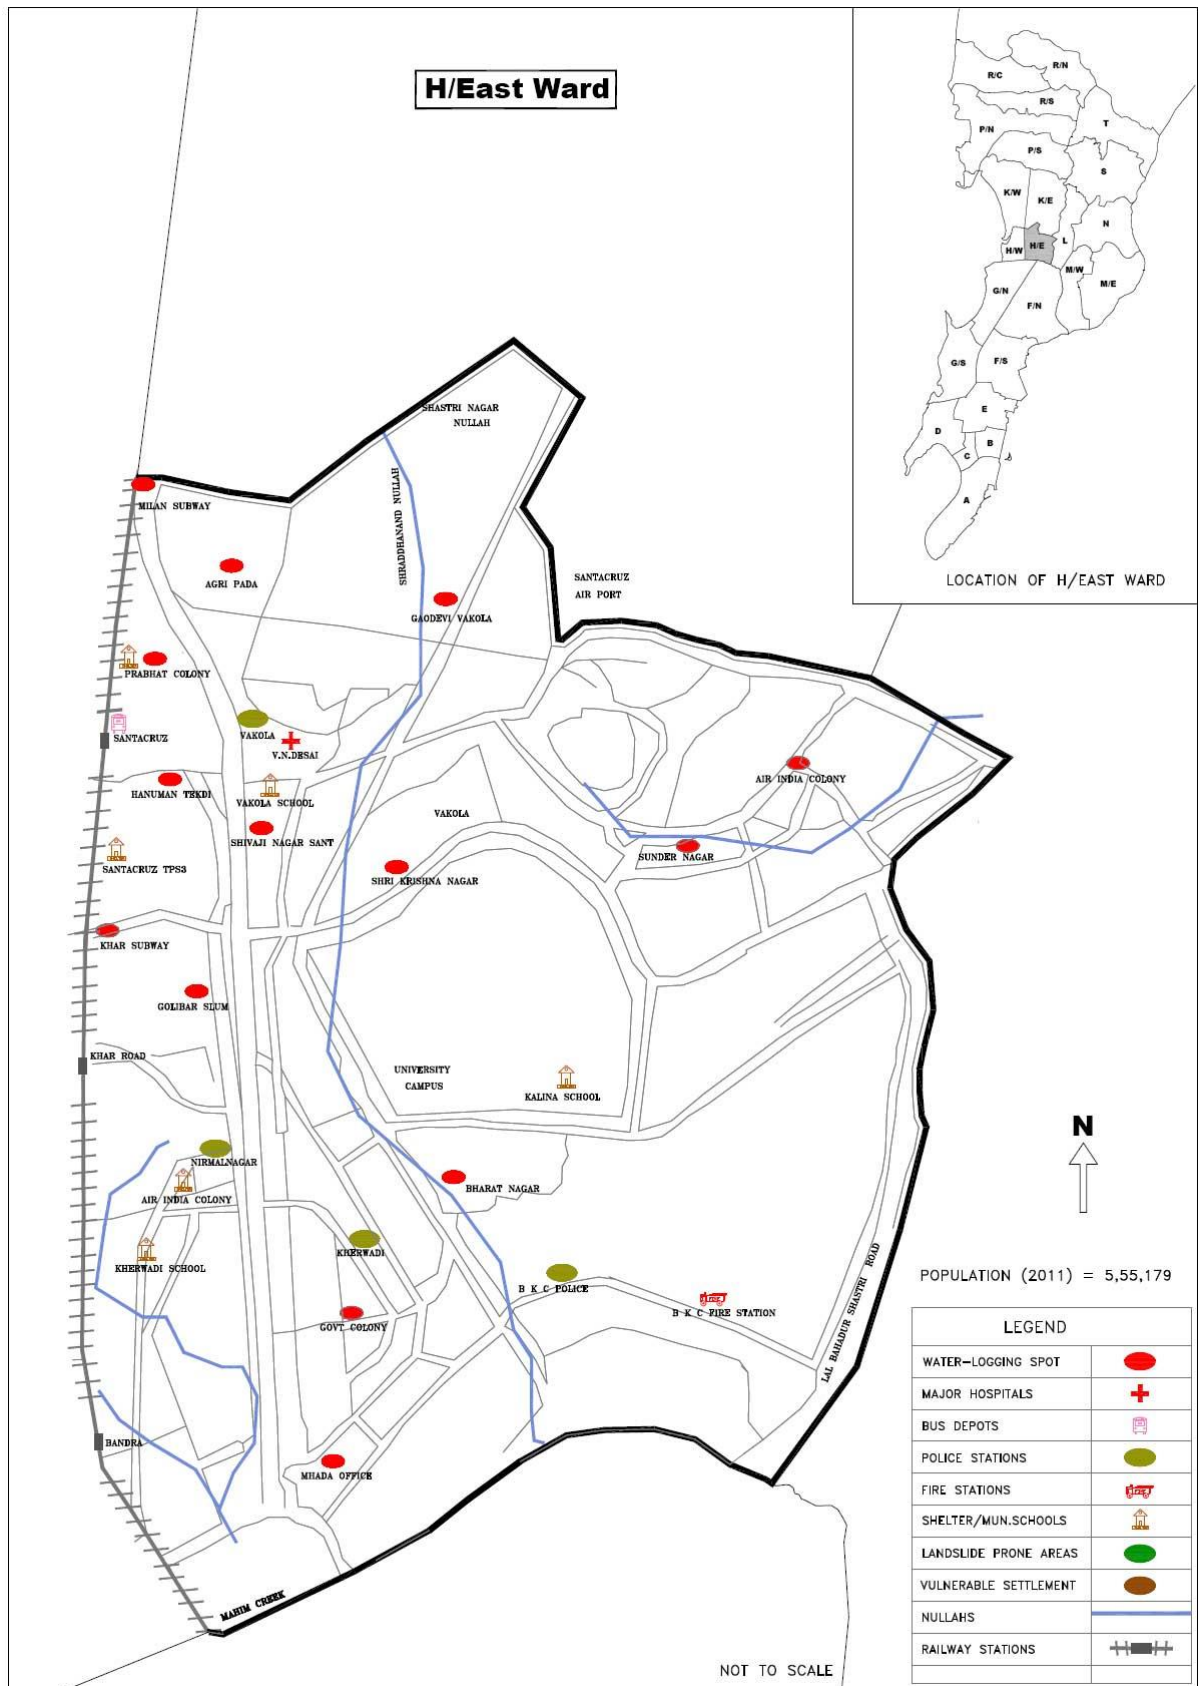 H/East Ward
R/N
R/C
R/S
T
P/N
P/S
S
K/W
K/E
N
H/W
H/E
L
M/W
M/E
G/N
F/N
G/S
F/S
E
D
B
C
A
LOCATION OF H/EAST WARD
SHASTRI NAGAR
NULLAH
SHRADDHANAND NULLAH
MILAN SUBWAY
AGRI PADA
SANTACRUZ
AIR PORT
GAODEVI VAKOLA
PRABHAT COLONY
SANTACRUZ
VAKOLA
V.N.DESAI
HANUMAN TEKDI
VAKOLA SCHOOL
AIR INDIA COLONY
VAKOLA
SHIVAJI NAGAR SANT
SUNDER NAGAR
SANTACRUZ TPS3
SHRI KRISHNA NAGAR
KHAR SUBWAY
GOLIBAR SLUM
KHAR ROAD
UNIVERSITY
CAMPUS
KALINA SCHOOL
NIRMALNAGAR
AIR INDIA COLONY
BHARAT NAGAR
KHERWADI
KHERWADI SCHOOL
B K C POLICE
B K C FIRE STATION
GOVT COLONY
LAL BAHADUR SHASTRI ROAD
BANDRA
MHADA OFFICE
MAHIM CREEK
N
POPULATION (2011) = 5,55,179
LEGEND
WATER-LOGGING SPOT
MAJOR HOSPITALS
BUS DEPOTS
POLICE STATIONS
FIRE STATIONS
SHELTER/MUN.SCHOOLS
LANDSLIDE PRONE AREAS
VULNERABLE SETTLEMENT
NULLAHS
RAILWAY STATIONS
NOT TO SCALE